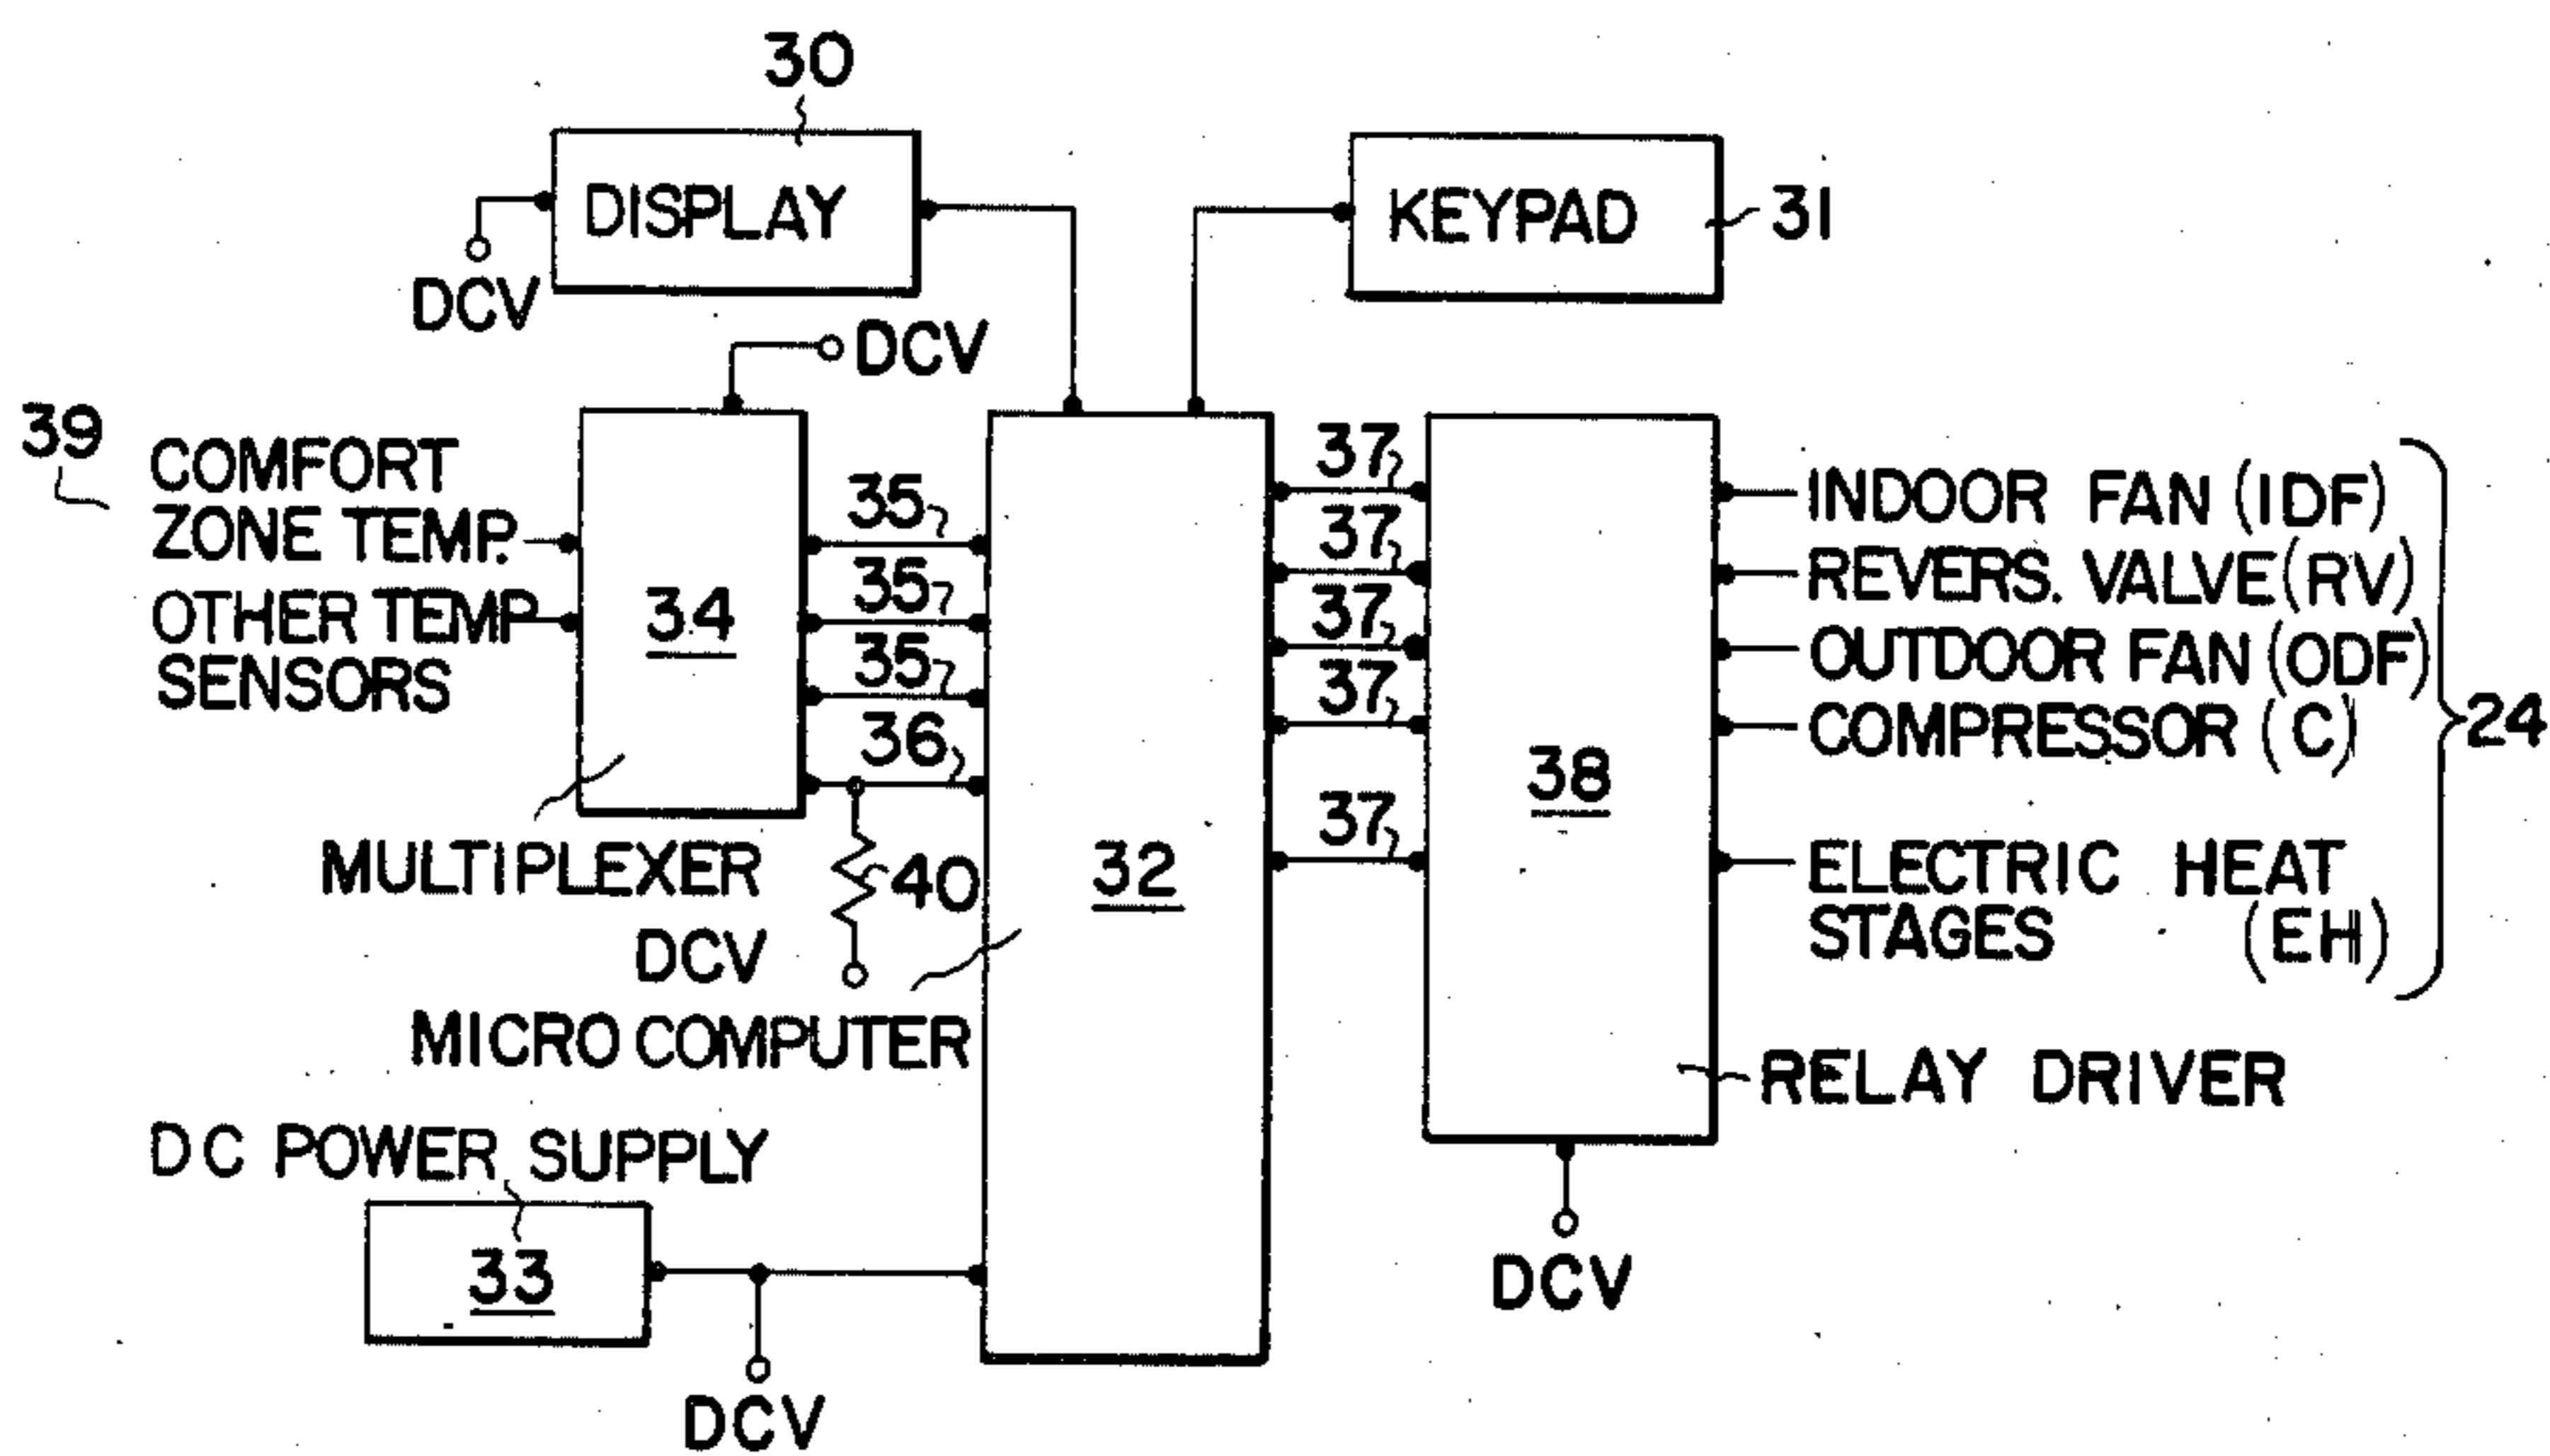 30
DISPLAY
KEYPAD
31
DCV
DCV
39
COMFORT
ZONE TEMP.
OTHER TEMP
SENSORS
34
35
35
35
36
MULTIPLEXER
40
DCV
32
MICRO COMPUTER
37
37
37
37
37
38
INDOOR FAN (IDF)
REVERS. VALVE (RV)
OUTDOOR FAN (ODF)
COMPRESSOR (C)
ELECTRIC HEAT
STAGES (EH)
24
RELAY DRIVER
DCV
DC POWER SUPPLY
33
DCV